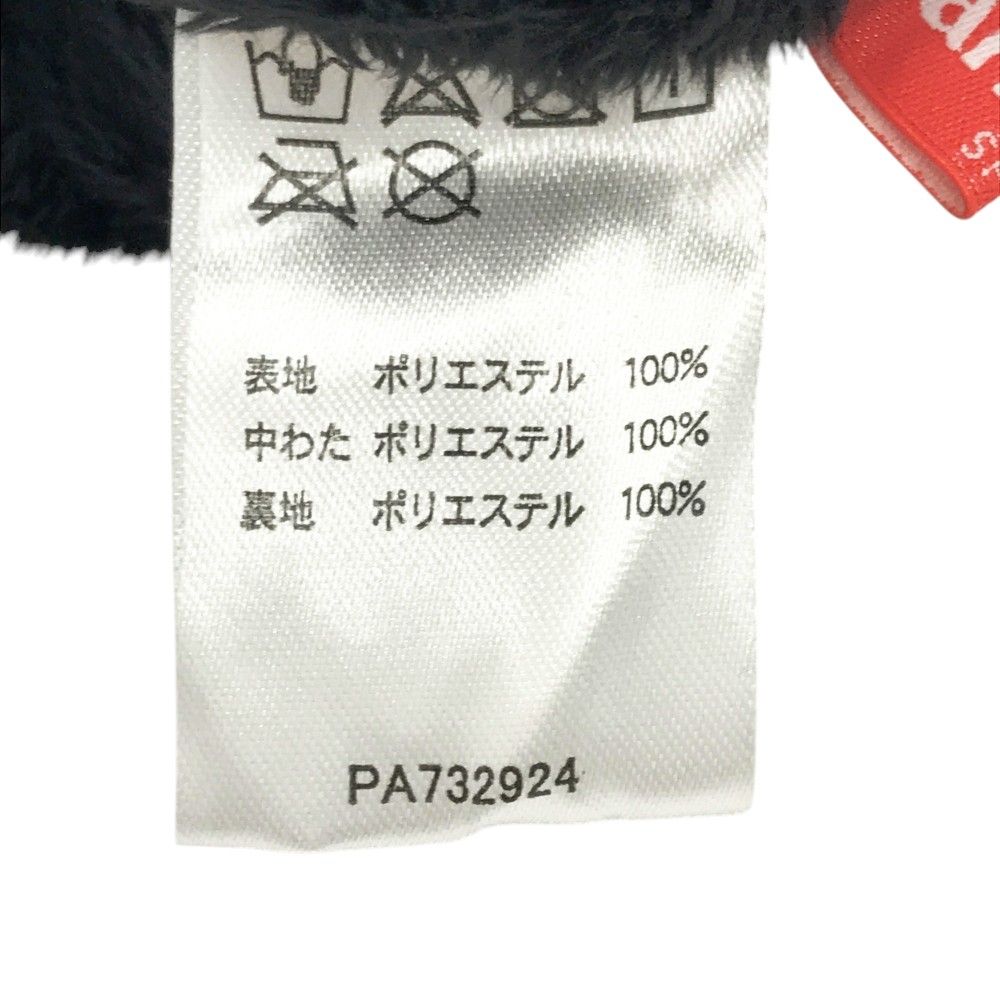 表地 ポリエステル 100%
中わた ポリエステル 100%
裏地 ポリエステル 100%
PA732924